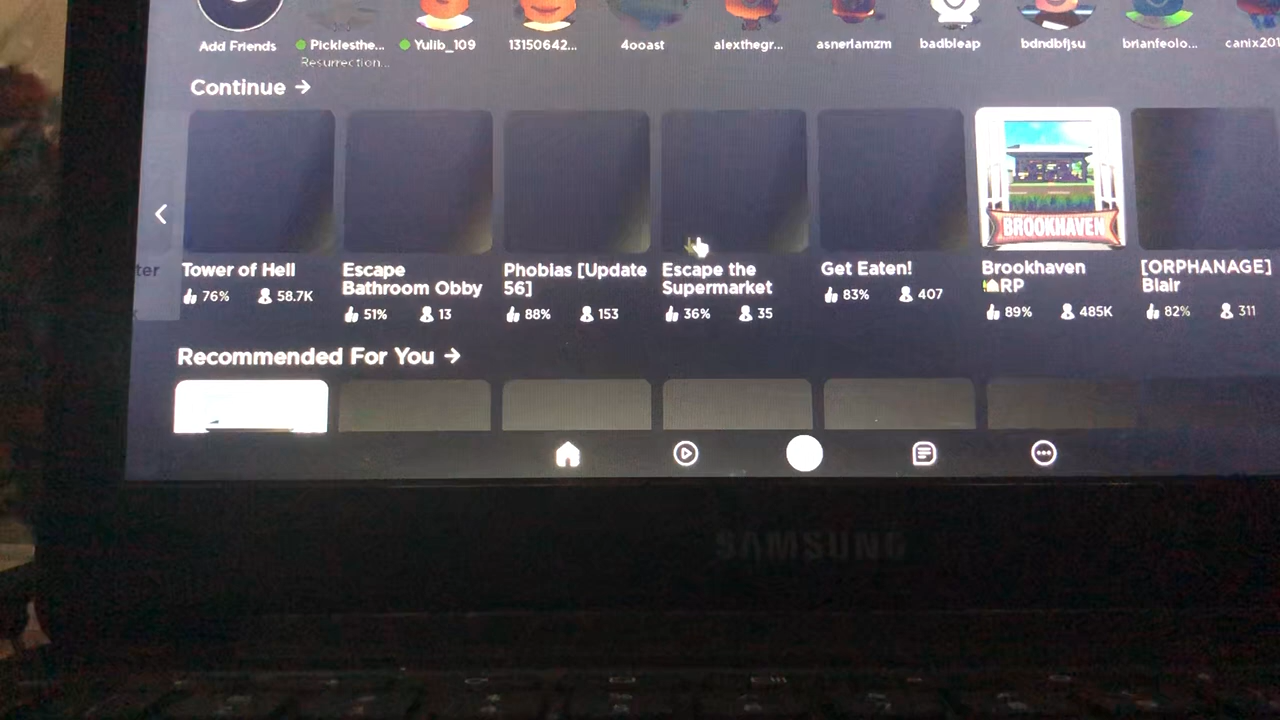 Add Friends
Picklesthe...
Yulib_109
13150642...
4ooast
alexthegr...
asnerlamzm
badbleap
bdndbfjsu
brianfeolo...
canix201
Resurrection...
Continue →
BROOKHAVEN
ter
Tower of Hell
76% 58.7K
Escape
Bathroom Obby
51% 13
Phobias [Update
56]
88% 153
Escape the
Supermarket
36% 35
Get Eaten!
83% 407
Brookhaven
🏠RP
89% 485K
[ORPHANAGE]
Blair
82% 311
Recommended For You →
SAMSUNG